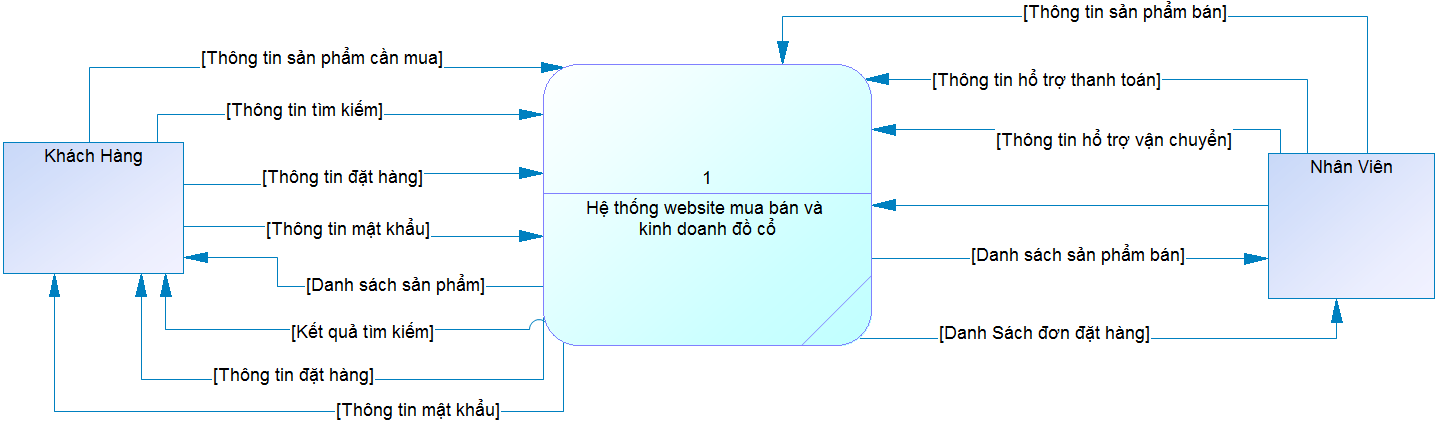 [Thông tin sản phẩm bán]
[Thông tin sản phẩm cần mua]
[Thông tin hổ trợ thanh toán]
[Thông tin tìm kiếm]
[Thông tin hổ trợ vận chuyển]
Khách Hàng
Nhân Viên
[Thông tin đặt hàng]
1
Hệ thống website mua bán và
kinh doanh đồ cổ
[Thông tin mật khẩu]
[Danh sách sản phẩm bán]
[Danh sách sản phẩm]
[Kết quả tìm kiếm]
[Danh Sách đơn đặt hàng]
[Thông tin đặt hàng]
[Thông tin mật khẩu]